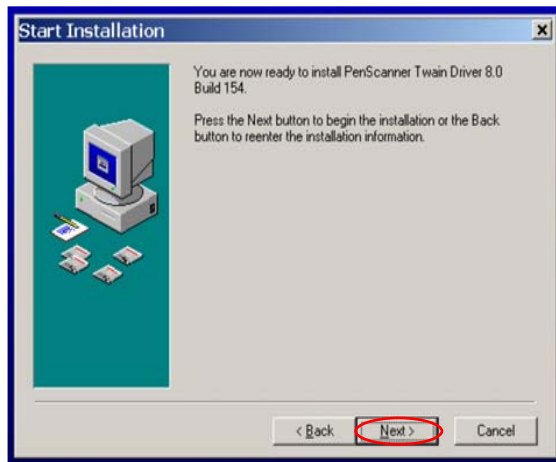 Start Installation
You are now ready to install PenScanner Twain Driver 8.0
Build 154.
Press the Next button to begin the installation or the Back
button to reenter the installation information.
< Back
Next >
Cancel